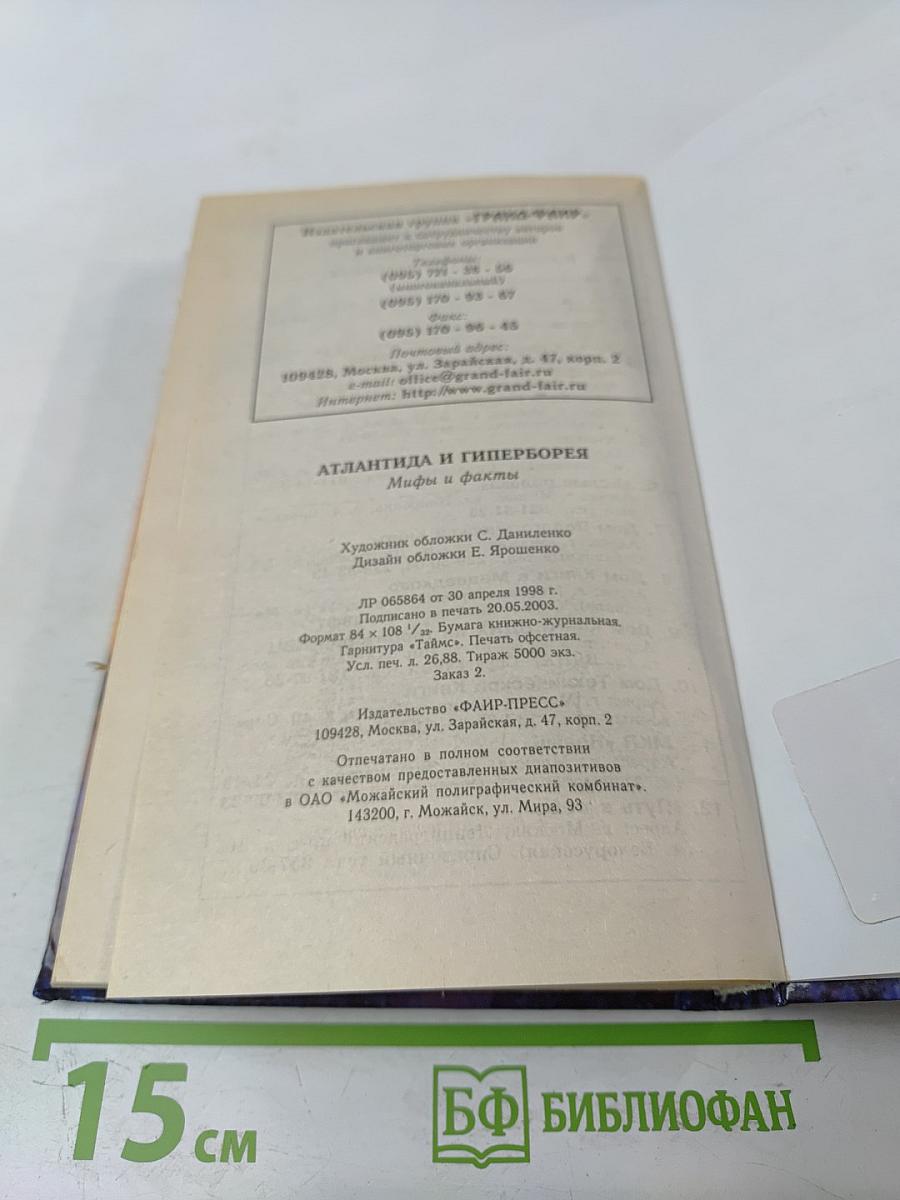 Издательская группа «ГРАНД-ФАИР»
приглашает к сотрудничеству авторов
и книготорговые организации
Телефоны:
(095) 170 - 93 - 67
Факс:
(095) 170 - 96 - 45
Почтовый адрес:
109428, Москва, ул. Зарайская, д. 47, корп. 2
e-mail: office@grand-fair.ru
Интернет: http://www.grand-fair.ru
АТЛАНТИДА И ГИПЕРБОРЕЯ
Мифы и факты
Художник обложки С. Даниленко
Дизайн обложки Е. Ярошенко
ЛР 065864 от 30 апреля 1998 г.
Подписано в печать 20.05.2003.
Формат 84 × 108 1/32. Бумага книжно-журнальная.
Гарнитура «Таймс». Печать офсетная.
Усл. печ. л. 26,88. Тираж 5000 экз.
Заказ 2.
Издательство «ФАИР-ПРЕСС»
109428, Москва, ул. Зарайская, д. 47, корп. 2
Отпечатано в полном соответствии
с качеством предоставленных диапозитивов
в ОАО «Можайский полиграфический комбинат».
143200, г. Можайск, ул. Мира, 93
15 см
БФ БИБЛИОФАН